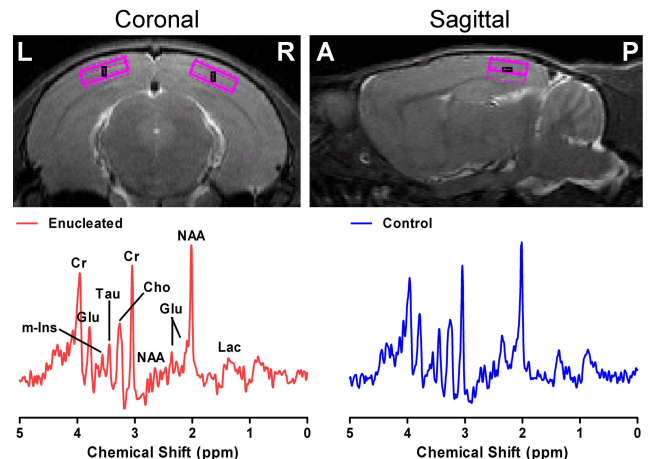 Coronal
Sagittal
L
R
A
P
Enucleated
Control
NAA
Cr
Cr
Tau
Cho
Glu
Glu
m-Ins
NAA
Lac
5 4 3 2 1 0
5 4 3 2 1 0
Chemical Shift (ppm)
Chemical Shift (ppm)